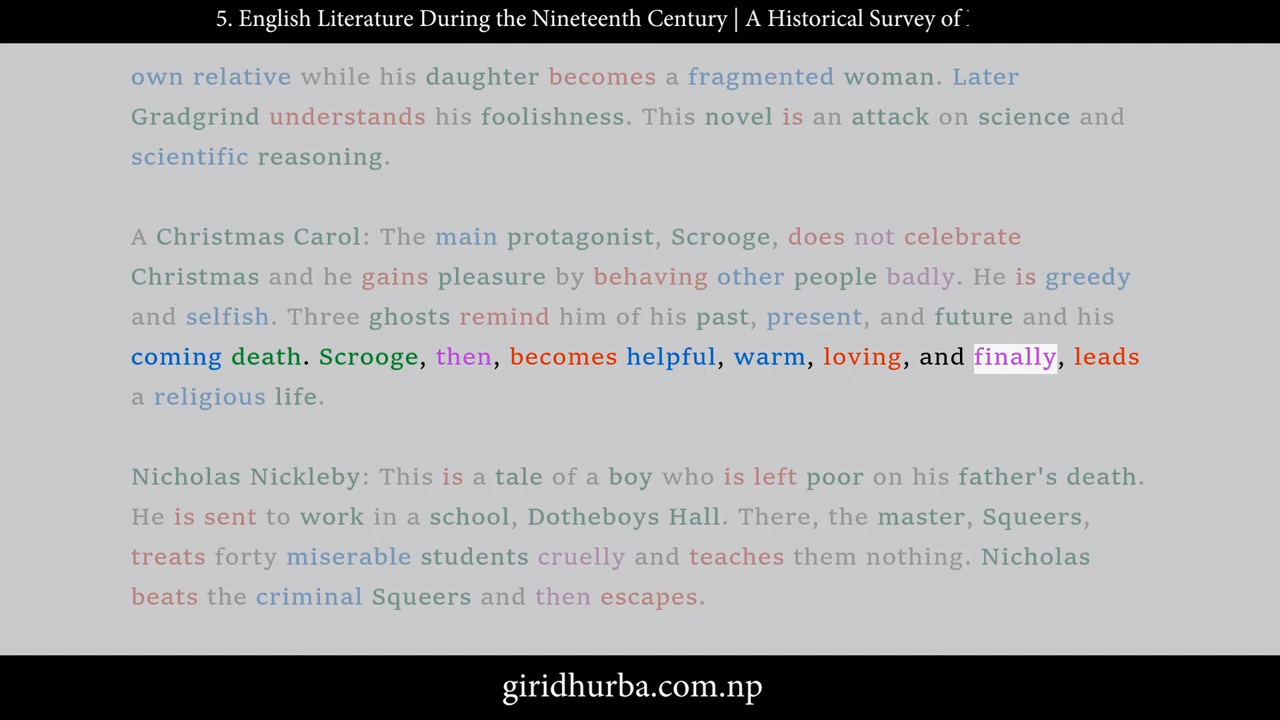 5. English Literature During the Nineteenth Century | A Historical Survey of
own relative while his daughter becomes a fragmented woman. Later
Gradgrind understands his foolishness. This novel is an attack on science and
scientific reasoning.
A Christmas Carol: The main protagonist, Scrooge, does not celebrate
Christmas and he gains pleasure by behaving other people badly. He is greedy
and selfish. Three ghosts remind him of his past, present, and future and his
coming death. Scrooge, then, becomes helpful, warm, loving, and finally, leads
a religious life.
Nicholas Nickleby: This is a tale of a boy who is left poor on his father's death.
He is sent to work in a school, Dotheboys Hall. There, the master, Squeers,
treats forty miserable students cruelly and teaches them nothing. Nicholas
beats the criminal Squeers and then escapes.
giridhurba.com.np